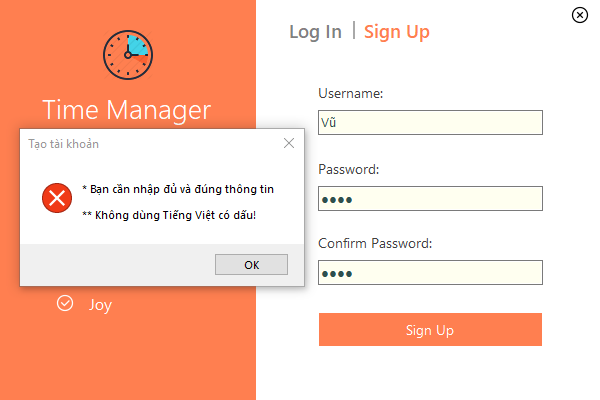 Log In | Sign Up
Time Manager
Username:
Vũ
Tạo tài khoản
* Bạn cần nhập đủ và đúng thông tin
** Không dùng Tiếng Việt có dấu!
OK
Password:
Confirm Password:
Joy
Sign Up